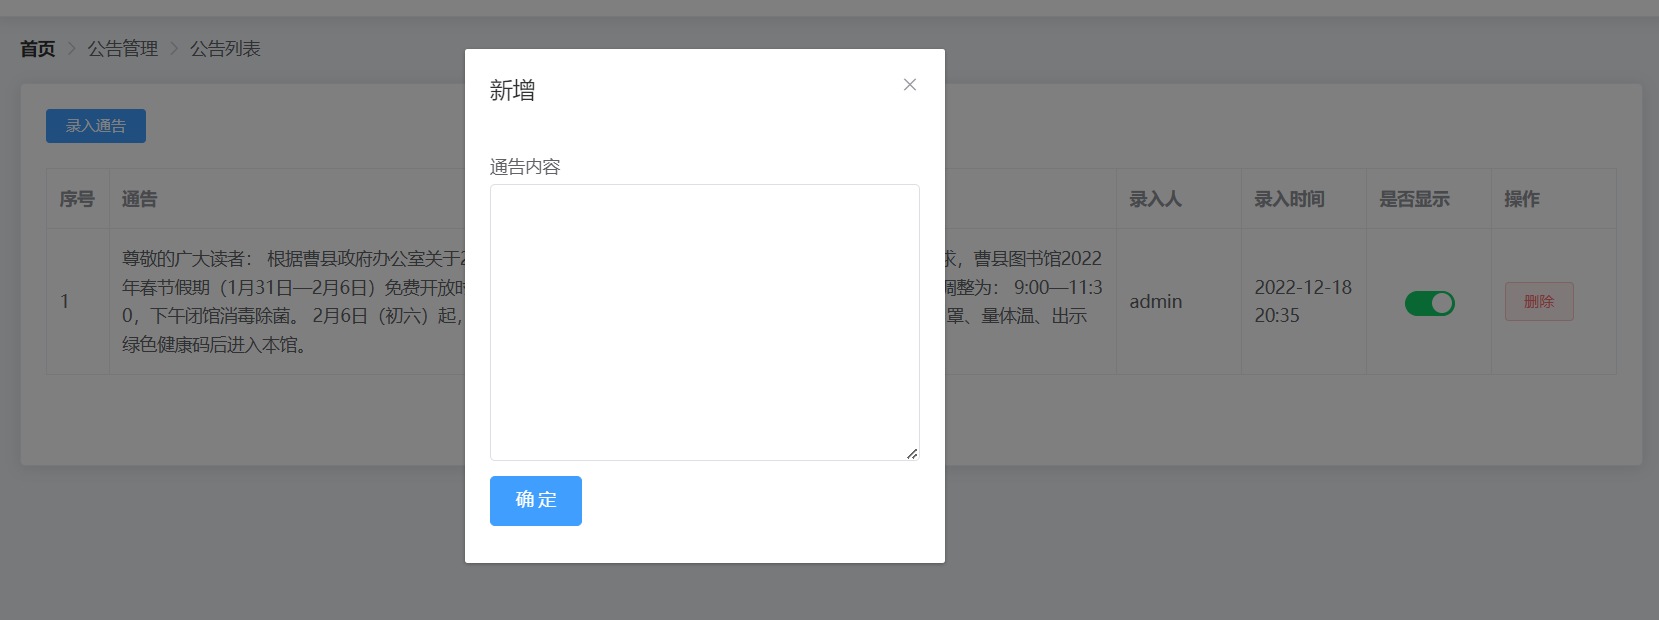 首页 > 公告管理 > 公告列表
新增
录入通告
通告内容
序号 通告 录入人 录入时间 是否显示 操作
尊敬的广大读者： 根据曹县政府办公室关于 求，曹县图书馆2022
年春节假期（1月31日—2月6日）免费开放时 调整为： 9:00—11:3
0，下午闭馆消毒除菌。 2月6日（初六）起， 罩、量体温、出示
绿色健康码后进入本馆。
1
admin
2022-12-18
20:35
删除
确定